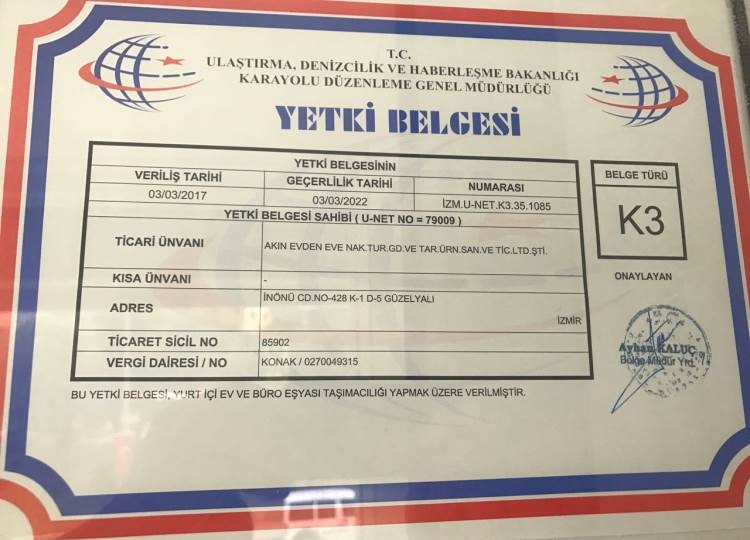 T.C.
ULAŞTIRMA, DENİZCİLİK VE HABERLEŞME BAKANLIĞI
KARAYOLU DÜZENLEME GENEL MÜDÜRLÜĞÜ
YETKİ BELGESİ
YETKİ BELGESİNİN
VERİLİŞ TARİHİ GEÇERLİLİK TARİHİ NUMARASI
03/03/2017 03/03/2022 İZM.U-NET.K3.35.1085
YETKİ BELGESİ SAHİBİ ( U-NET NO = 79009 )
TİCARİ ÜNVANI AKIN EVDEN EVE NAK.TUR.GD.VE TAR.ÜRN.SAN.VE TİC.LTD.ŞTİ.
KISA ÜNVANI -
ADRES İNÖNÜ CD.NO-428 K-1 D-5 GÜZELYALI
İZMİR
TİCARET SİCİL NO 85902
VERGİ DAİRESİ / NO KONAK / 0270049315
BU YETKİ BELGESİ, YURT İÇİ EV VE BÜRO EŞYASI TAŞIMACILIĞI YAPMAK ÜZERE VERİLMİŞTİR.
BELGE TÜRÜ
K3
ONAYLAYAN
Ayhan KALUÇ
Bölge Müdür Yrd.